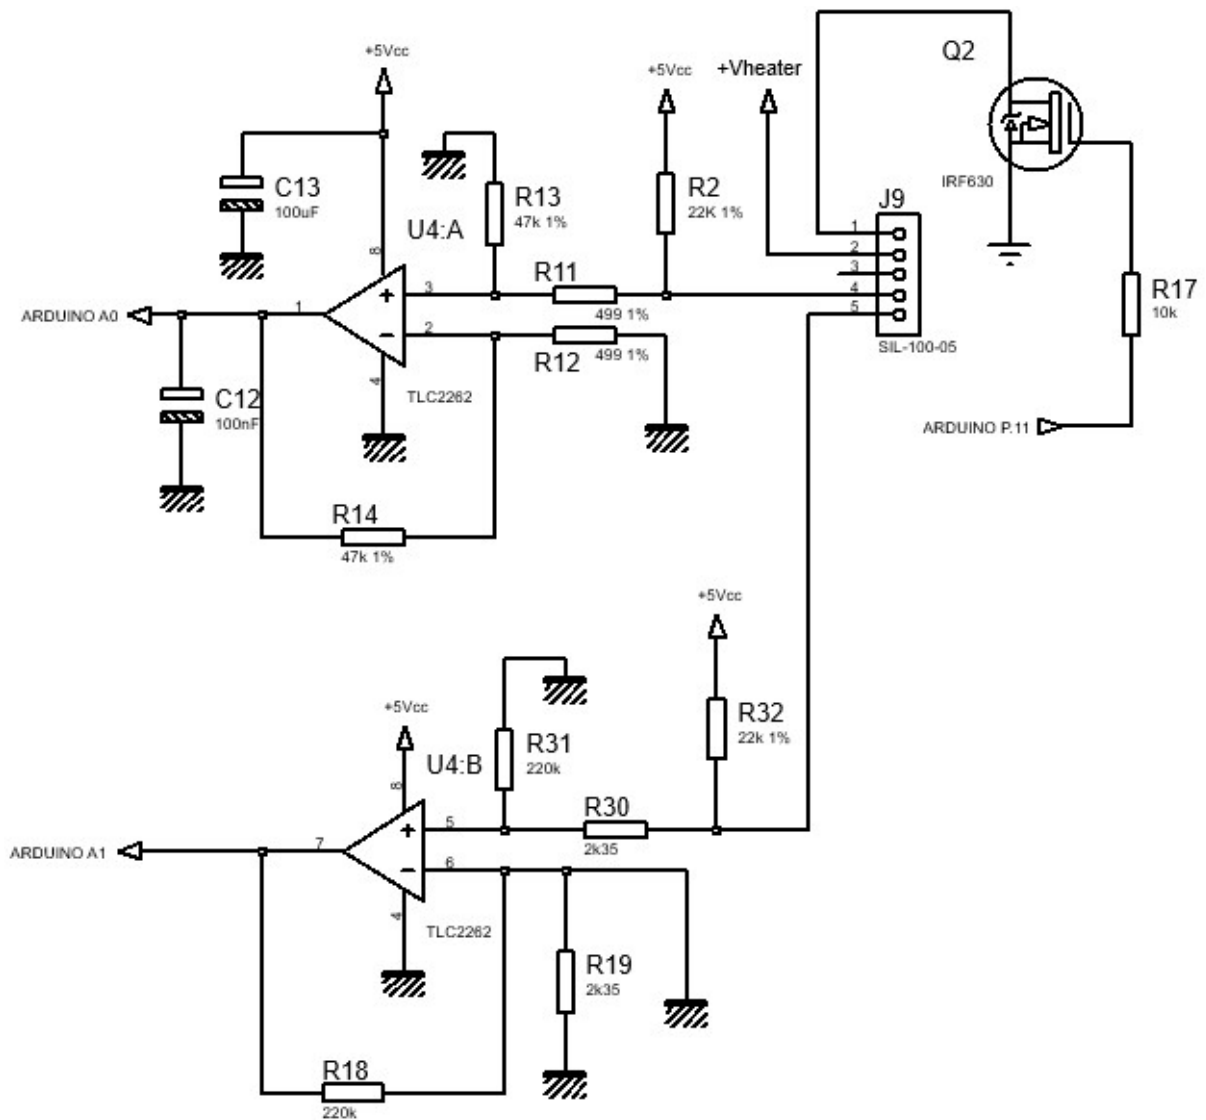 +5Vcc
C13
100uF
U4:A
8
R13
47k 1%
+5Vcc
R2
22K 1%
+Vheater
Q2
IRF630
J9
1
2
3
4
5
SIL-100-05
R17
10k
ARDUINO P.11
ARDUINO A0
1
+
3
−
2
4
TLC2262
R11
499 1%
R12
499 1%
C12
100nF
R14
47k 1%
+5Vcc
+5Vcc
R32
22k 1%
R31
220k
U4:B
8
R30
2k35
ARDUINO A1
7
+
5
−
6
4
TLC2262
R19
2k35
R18
220k